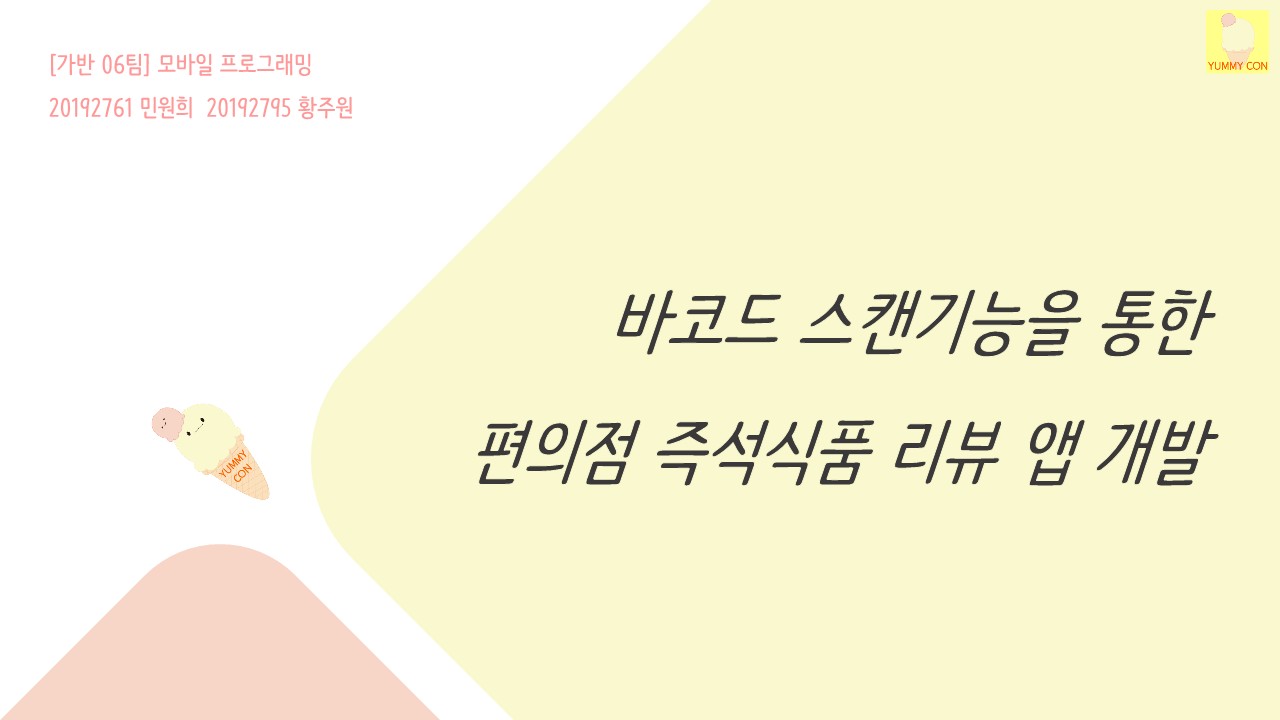 [가반 06팀] 모바일 프로그래밍
20192761 민원희  20192795 황주원
YUMMY CON
바코드 스캔기능을 통한
편의점 즉석식품 리뷰 앱 개발
YUMMY
CON